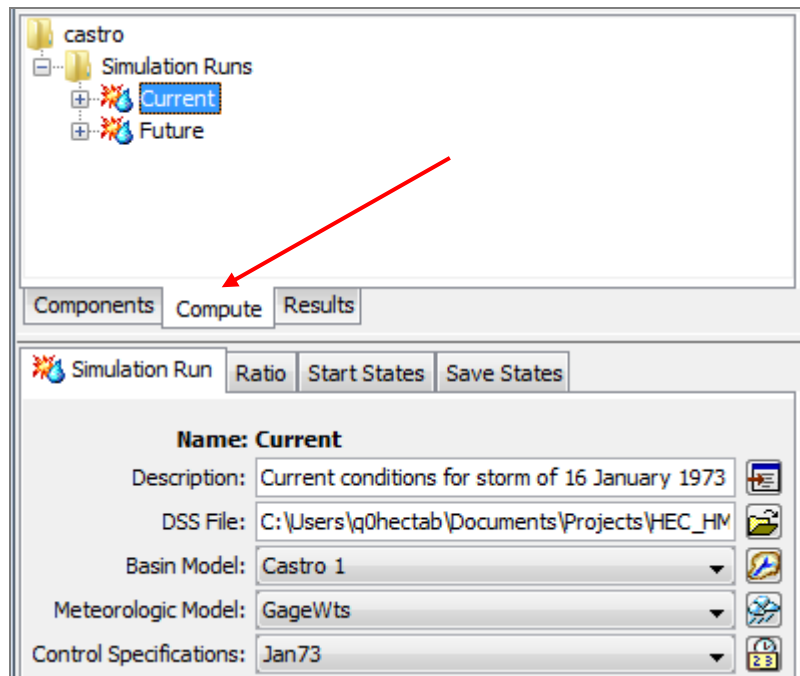 castro
Simulation Runs
Current
Future
Components Compute Results
Simulation Run Ratio Start States Save States
Name: Current
Description: Current conditions for storm of 16 January 1973
DSS File: C:\Users\q0hectab\Documents\Projects\HEC_HM
Basin Model: Castro 1
Meteorologic Model: GageWts
Control Specifications: Jan73